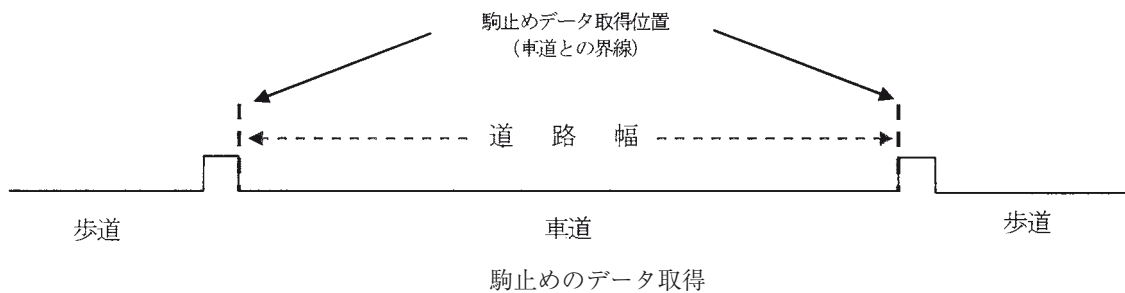 駒止めデータ取得位置
（車道との界線）
道路幅
歩道
車道
歩道
駒止めのデータ取得